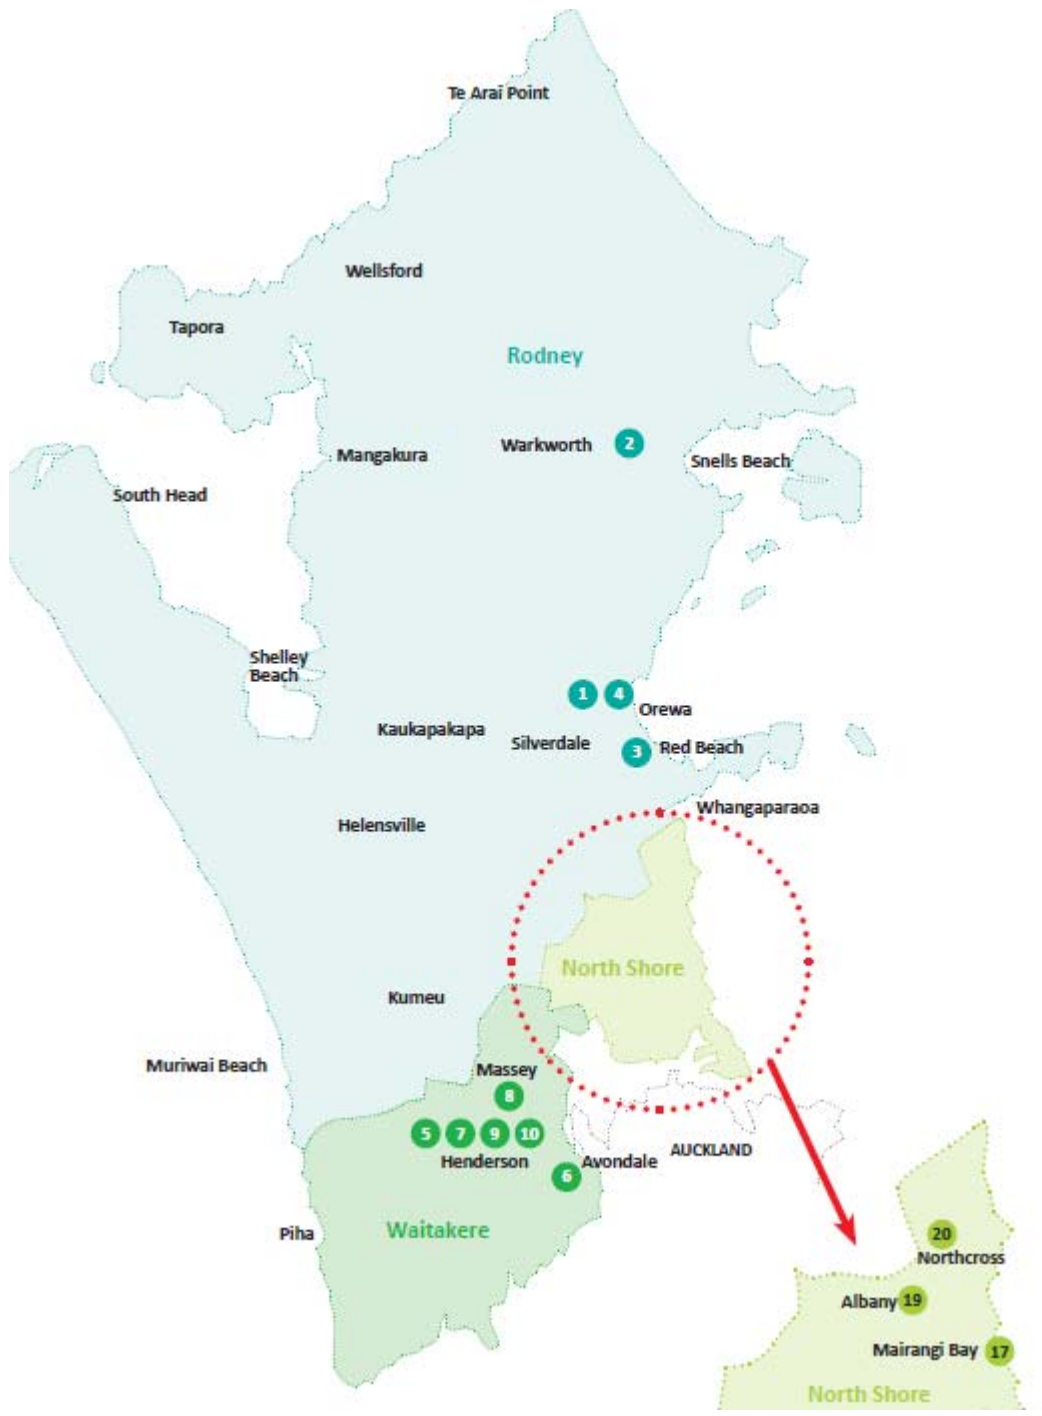 Te Arai Point
Wellsford
Tapora
Rodney
Warkworth 2
Mangakura
Snells Beach
South Head
Shelley
Beach
1 4
Orewa
Kaukapakapa
Silverdale
3 Red Beach
Whangaparaoa
Helensville
North Shore
Kumeu
Muriwai Beach
Massey
8
5 7 9 10
Henderson
Avondale
AUCKLAND
6
Piha
Waitakere
20
Northcross
Albany 19
Mairangi Bay 17
North Shore